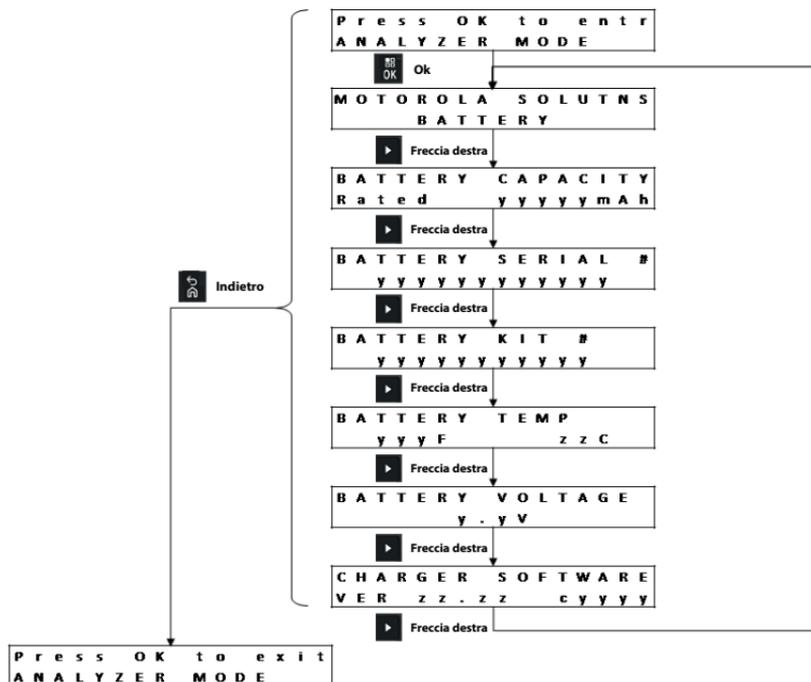 Press OK to entr
ANALYZER MODE
OK Ok
MOTOROLA SOLUTNS
BATTERY
Freccia destra
BATTERY CAPACITY
Rated yyyyymAh
Freccia destra
BATTERY SERIAL #
yyyyyyyyyyyy
Indietro
Freccia destra
BATTERY KIT #
yyyyyyyyyyy
Freccia destra
BATTERY TEMP
yyyF zzC
Freccia destra
BATTERY VOLTAGE
y.yV
Freccia destra
CHARGER SOFTWARE
VER zz.zz cyyyy
Freccia destra
Press OK to exit
ANALYZER MODE